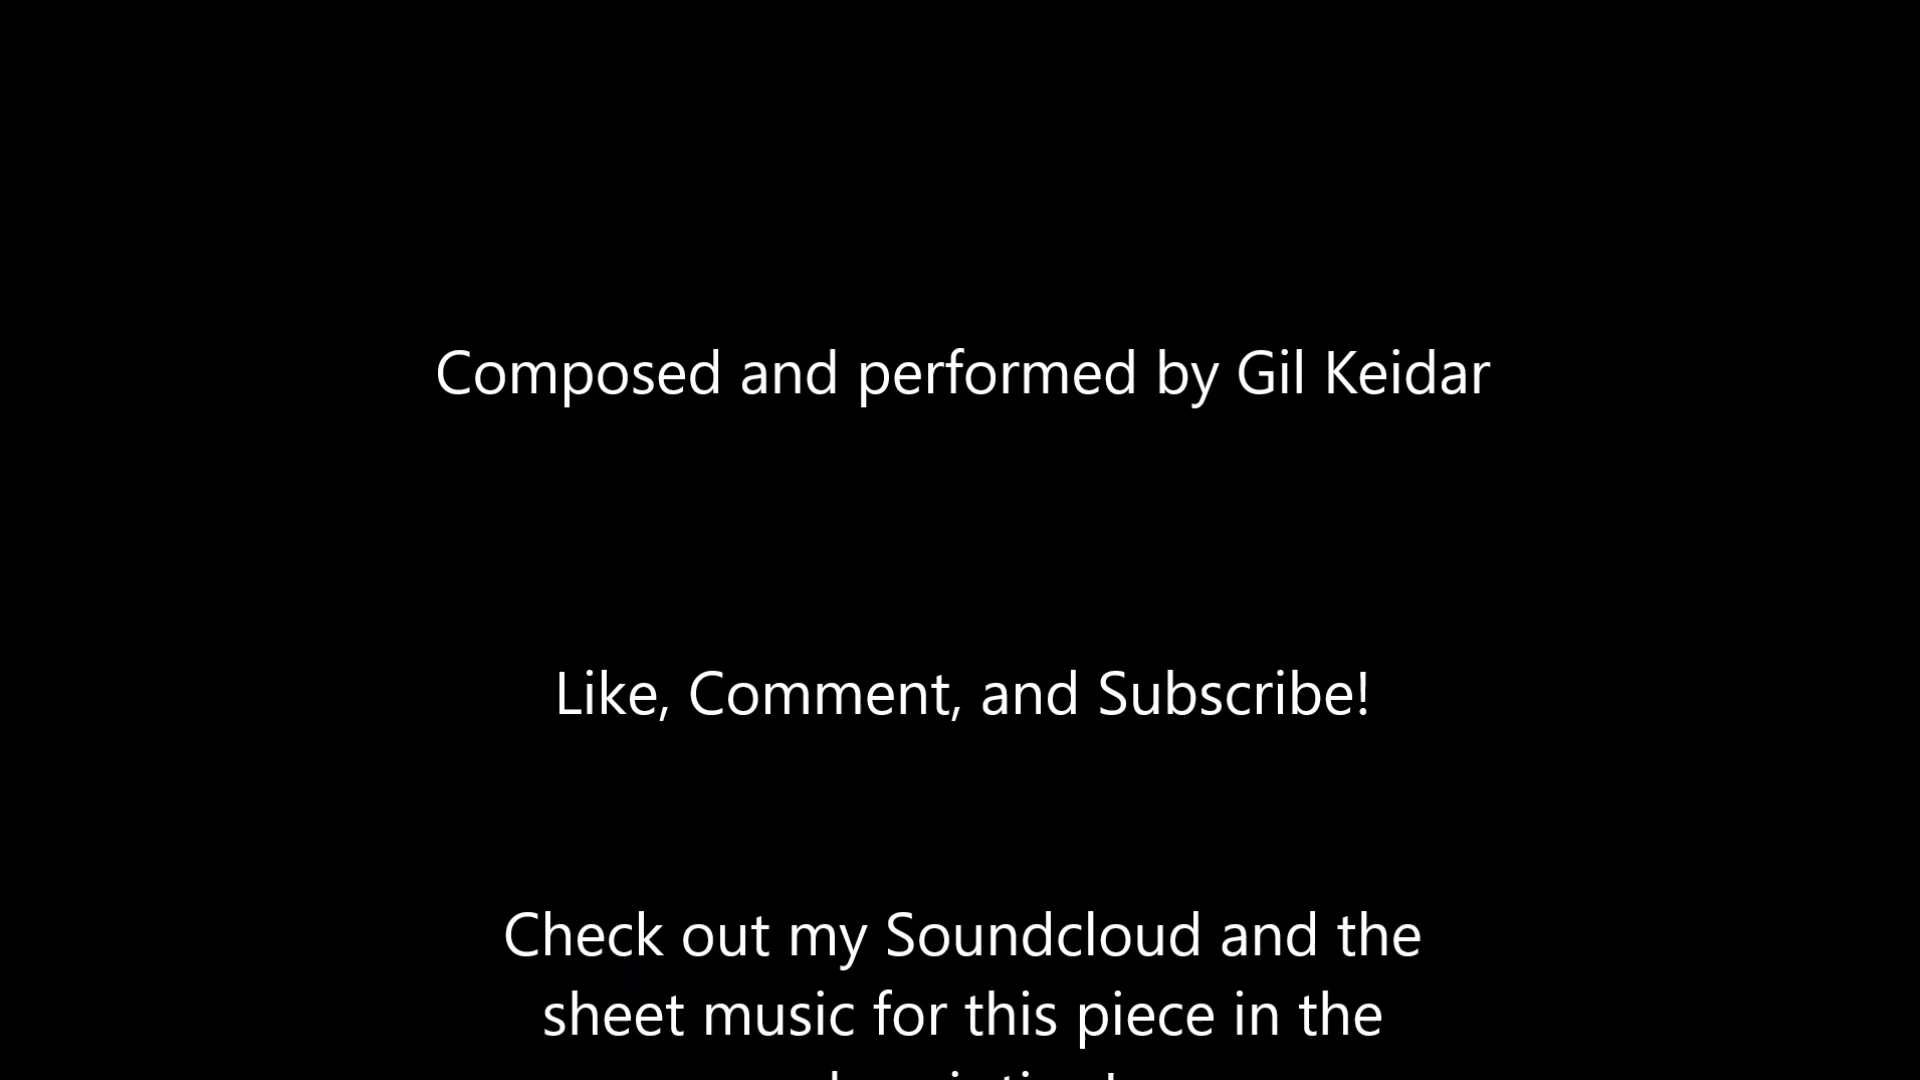 Composed and performed by Gil Keidar
Like, Comment, and Subscribe!
Check out my Soundcloud and the
sheet music for this piece in the